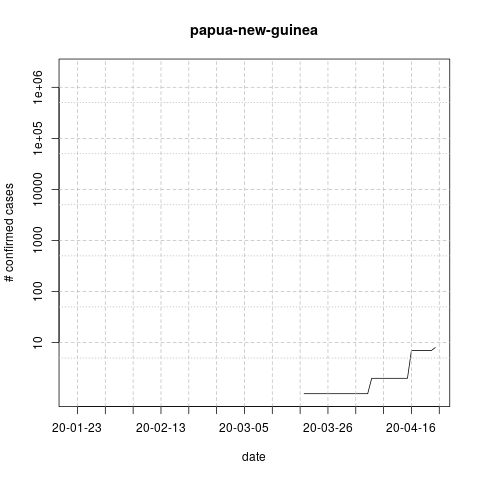 papua-new-guinea
# confirmed cases
1e+06
1e+05
10000
1000
100
10
20-01-23 20-02-13 20-03-05 20-03-26 20-04-16
date